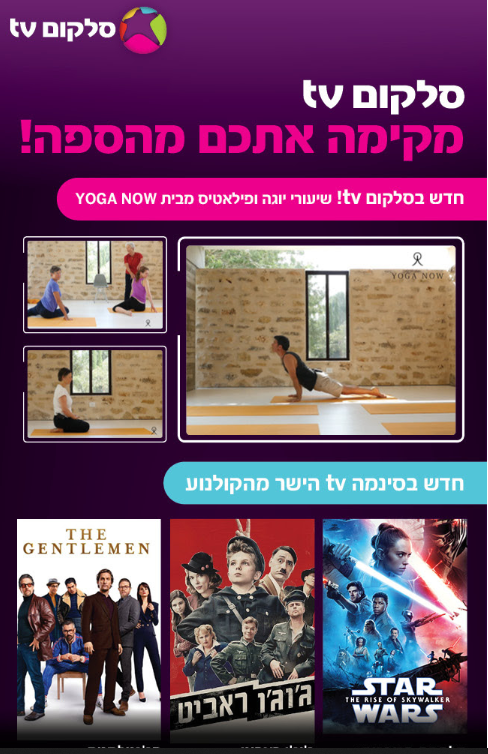 סלקום tv
סלקום tv
מקימה אתכם מהספה!
חדש בסלקום tv! שיעורי יוגה ופילאטיס מבית YOGA NOW
YOGA NOW
חדש בסינמה tv הישר מהקולנוע
THE
GENTLEMEN
ג'וג'ו ראביט
STAR
THE RISE OF SKYWALKER
WARS